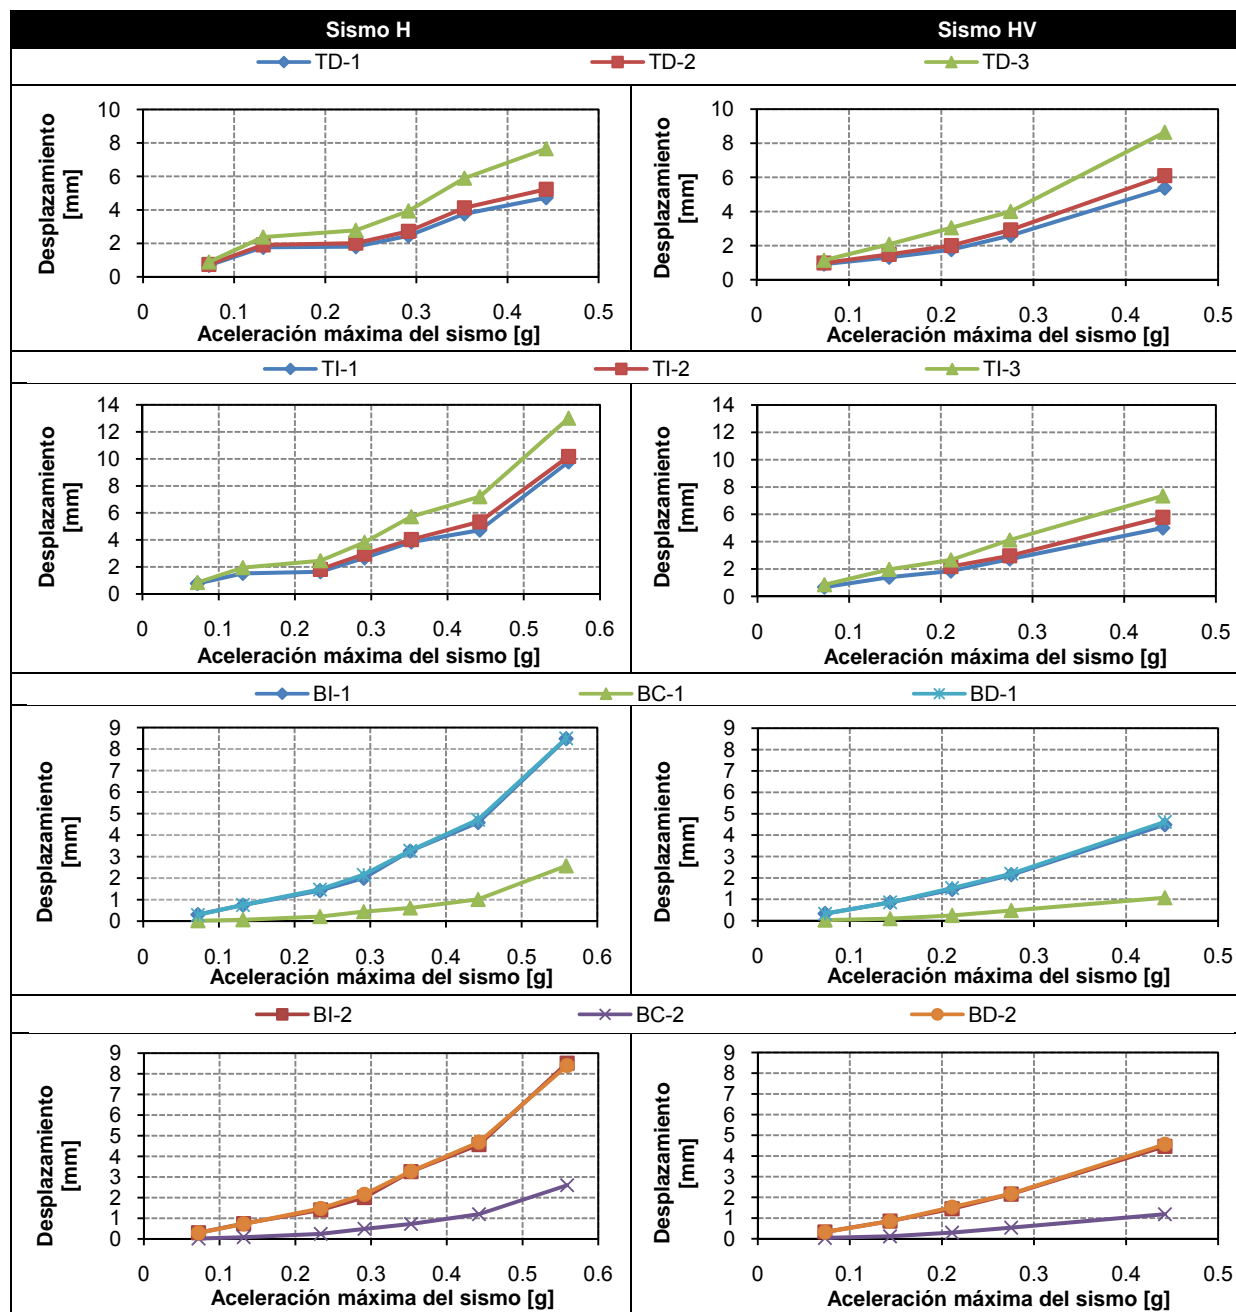 Sismo H
Sismo HV
TD-1 TD-2 TD-3
Desplazamiento
[mm]
10
8
6
4
2
0
0 0.1 0.2 0.3 0.4 0.5
Aceleración máxima del sismo [g]
Desplazamiento
[mm]
10
8
6
4
2
0
0 0.1 0.2 0.3 0.4 0.5
Aceleración máxima del sismo [g]
TI-1 TI-2 TI-3
Desplazamiento
[mm]
14
12
10
8
6
4
2
0
0 0.1 0.2 0.3 0.4 0.5 0.6
Aceleración máxima del sismo [g]
Desplazamiento
[mm]
14
12
10
8
6
4
2
0
0 0.1 0.2 0.3 0.4 0.5
Aceleración máxima del sismo [g]
BI-1 BC-1 BD-1
Desplazamiento
[mm]
9
8
7
6
5
4
3
2
1
0
0 0.1 0.2 0.3 0.4 0.5 0.6
Aceleración máxima del sismo [g]
Desplazamiento
[mm]
9
8
7
6
5
4
3
2
1
0
0 0.1 0.2 0.3 0.4 0.5
Aceleración máxima del sismo [g]
BI-2 BC-2 BD-2
Desplazamiento
[mm]
9
8
7
6
5
4
3
2
1
0
0 0.1 0.2 0.3 0.4 0.5 0.6
Aceleración máxima del sismo [g]
Desplazamiento
[mm]
9
8
7
6
5
4
3
2
1
0
0 0.1 0.2 0.3 0.4 0.5
Aceleración máxima del sismo [g]